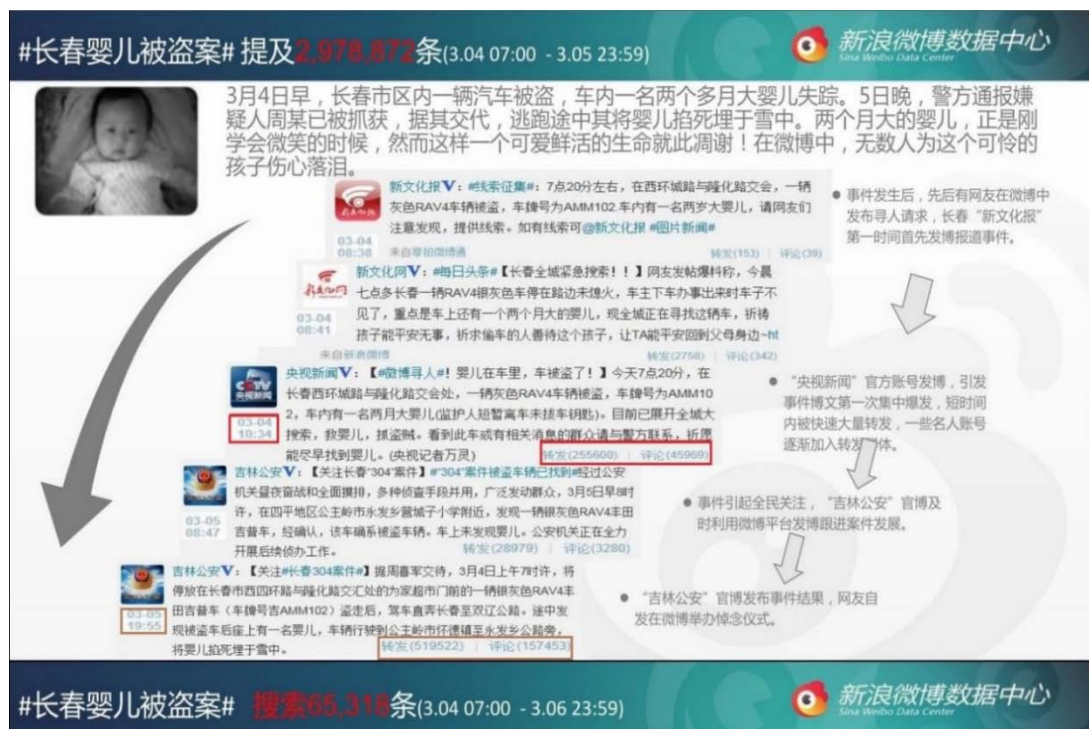 #长春婴儿被盗案# 提及2,978,872条(3.04 07:00 - 3.05 23:59)
新浪微博数据中心
Sina Weibo Data Center
3月4日早，长春市区内一辆汽车被盗，车内一名两个多月大婴儿失踪。5日晚，警方通报嫌
疑人周某已被抓获，据其交代，逃跑途中其将婴儿掐死埋于雪中。两个月大的婴儿，正是刚
学会微笑的时候，然而这样一个可爱鲜活的生命就此凋谢！在微博中，无数人为这个可怜的
孩子伤心落泪。
新文化报V：#线索征集#：7点20分左右，在西环城路与隆化路交会，一辆
灰色RAV4车辆被盗，车牌号为AMM102 车内有一名两岁大婴儿，请网友们
注意发现，提供线索。如有线索可@新文化报 #图片新闻#
03-04
08:38
来自皋拍微博通
转发(153) | 评论(39)
新文化网V：#每日头条#【长春全城紧急搜索！！】网友发帖爆料称，今晨
七点多长春一辆RAV4银灰色车停在路边未熄火，车主下车办事出来时车子不
见了，重点是车上还有一个两个月大的婴儿，现全城正在寻找这辆车，祈祷
孩子能平安无事，祈求偷车的人善待这个孩子，让TA能平安回到父母身边~ht
03-04
08:41
来自新浪微博
转发(2758) | 评论(342)
央视新闻V：【#微博寻人#！婴儿在车里，车被盗了！】今天7点20分，在
长春西环城路与隆化路交会处，一辆灰色RAV4车辆被盗，车牌号为AMM10
2，车内有一名两月大婴儿(监护人短暂离车未拔车钥匙)。目前已展开全城大
搜索，救婴儿，抓盗贼。看到此车或有相关消息的群众请与警方联系，祈愿
能尽早找到婴儿。(央视记者万灵)
CCTV
央视新闻
03-04
10:34
转发(255600) | 评论(45969)
吉林公安V：【关注长春“304”案件】#“304”案件被盗车辆已找到#经过公安
机关昼夜奋战和全面摸排，多种侦查手段并用，广泛发动群众，3月5日早8时
许，在四平地区公主岭市永发乡营城子小学附近，发现一辆银灰色RAV4丰田
吉普车，经确认，该车确系被盗车辆。车上未发现婴儿。公安机关正在全力
开展后续侦办工作。
03-05
08:47
转发(28979) | 评论(3280)
吉林公安V：【关注#长春304案件#】据周喜军交待，3月4日上午7时许，将
停放在长春市西四环路与隆化路交汇处的为家超市门前的一辆银灰色RAV4丰
田吉普车（车牌号吉AMM102）盗走后，驾车直奔长春至双辽公路。途中发
现被盗车后座上有一名婴儿，车辆行驶到公主岭市怀德镇至永发乡公路旁，
将婴儿掐死埋于雪中。
03-05
19:55
转发(519522) | 评论(157453)
● 事件发生后，先后有网友在微博中
发布寻人请求，长春“新文化报”
第一时间首先发博报道事件。
● “央视新闻”官方账号发博，引发
事件博文第一次集中爆发，短时间
内被快速大量转发，一些名人账号
逐渐加入转发群体。
● 事件引起全民关注，“吉林公安”官博及
时利用微博平台发博跟进案件发展。
● “吉林公安”官博发布事件结果，网友自
发在微博举办悼念仪式。
#长春婴儿被盗案# 搜索65,318条(3.04 07:00 - 3.06 23:59)
新浪微博数据中心
Sina Weibo Data Center